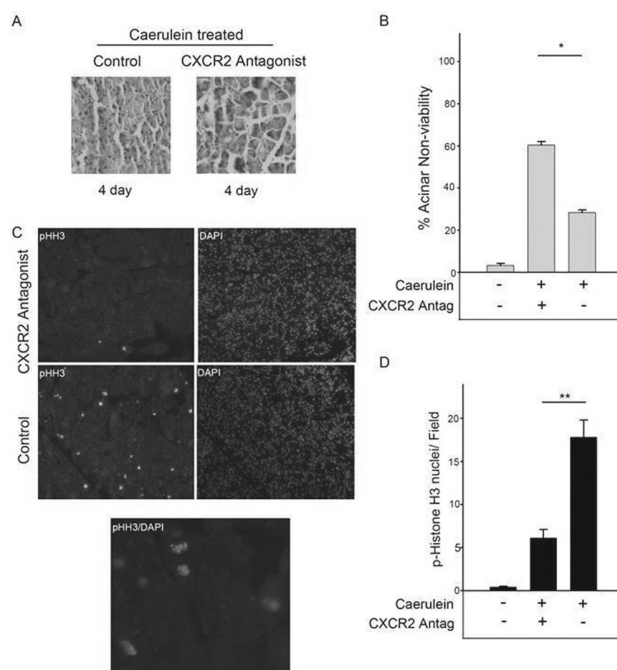 A
Caerulein treated
Control CXCR2 Antagonist
4 day 4 day
B
*
% Acinar Non-viability
100
80
60
40
20
0
Caerulein - + +
CXCR2 Antag - + -
C
CXCR2 Antagonist
pHH3 DAPI
Control
pHH3 DAPI
pHH3/DAPI
D
**
p-Histone H3 nuclei/ Field
20
15
10
5
0
Caerulein - + +
CXCR2 Antag - + -